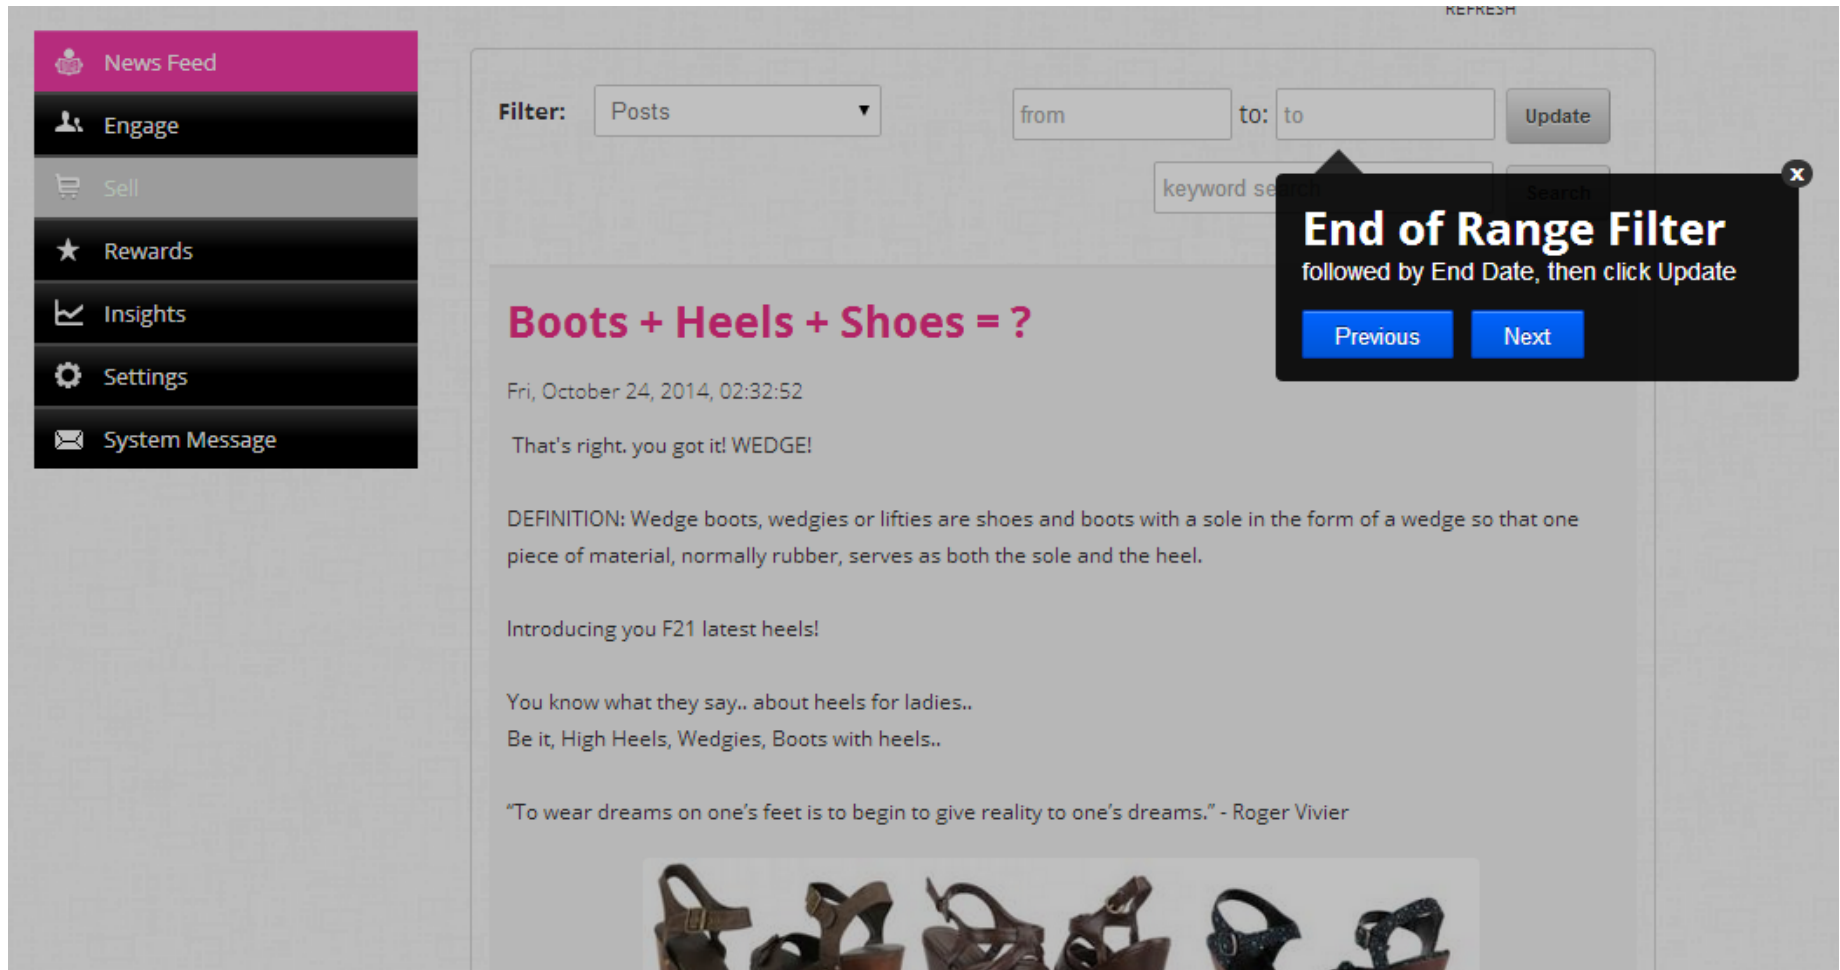 REFRESH
News Feed
Engage
Sell
Rewards
Insights
Settings
System Message
Filter: Posts from to: to Update
keyword search Search
End of Range Filter
followed by End Date, then click Update
Previous Next
Boots + Heels + Shoes = ?
Fri, October 24, 2014, 02:32:52
That's right. you got it! WEDGE!
DEFINITION: Wedge boots, wedgies or lifties are shoes and boots with a sole in the form of a wedge so that one
piece of material, normally rubber, serves as both the sole and the heel.
Introducing you F21 latest heels!
You know what they say.. about heels for ladies..
Be it, High Heels, Wedgies, Boots with heels..
“To wear dreams on one’s feet is to begin to give reality to one’s dreams.” - Roger Vivier